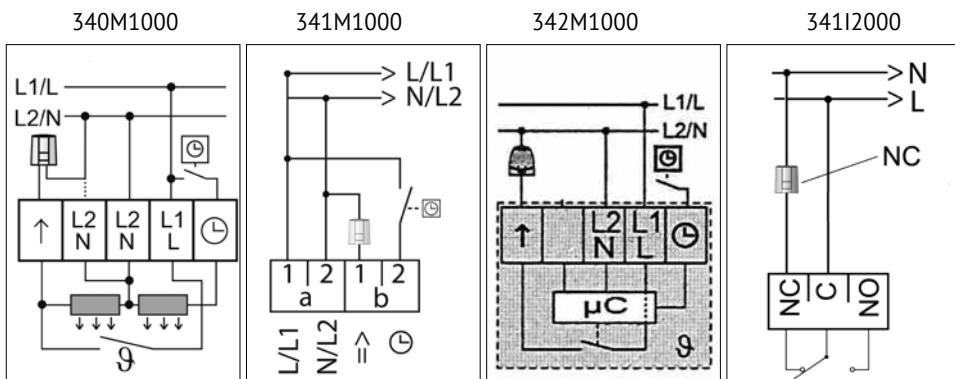 340M1000
L1/L
L2/N
↑ L2 N L2 N L1 L
ϑ
341M1000
> L/L1
> N/L2
1 2 1 2
a b
L/L1 N/L2 =>
342M1000
L1/L
L2/N
↑ L2 N L1 L
µC
ϑ
341I2000
> N
> L
NC
NC C NO